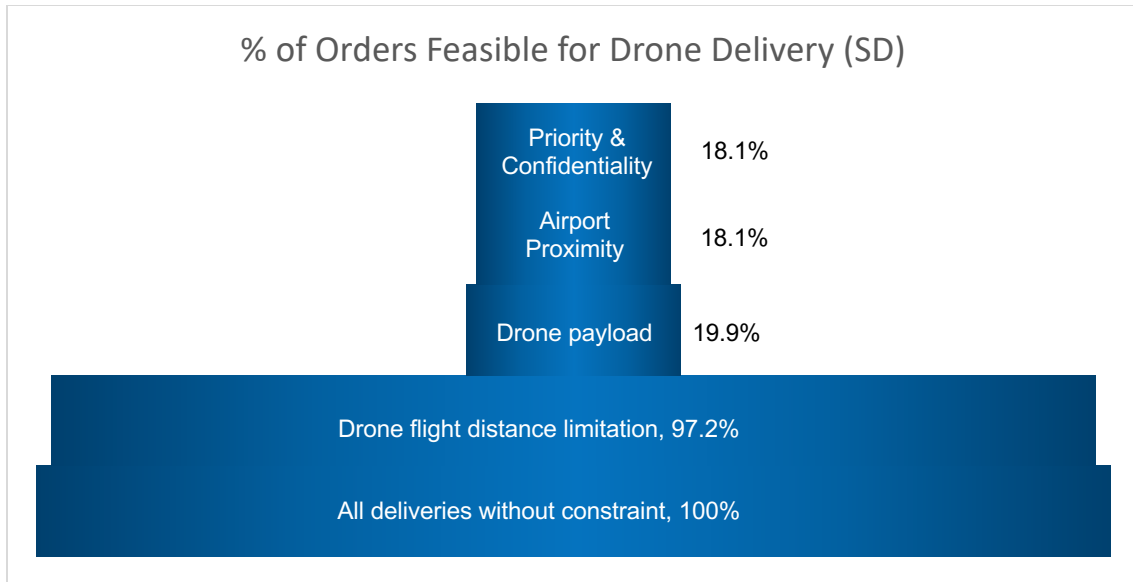 % of Orders Feasible for Drone Delivery (SD)
Priority &
Confidentiality
18.1%
Airport
Proximity
18.1%
Drone payload
19.9%
Drone flight distance limitation, 97.2%
All deliveries without constraint, 100%